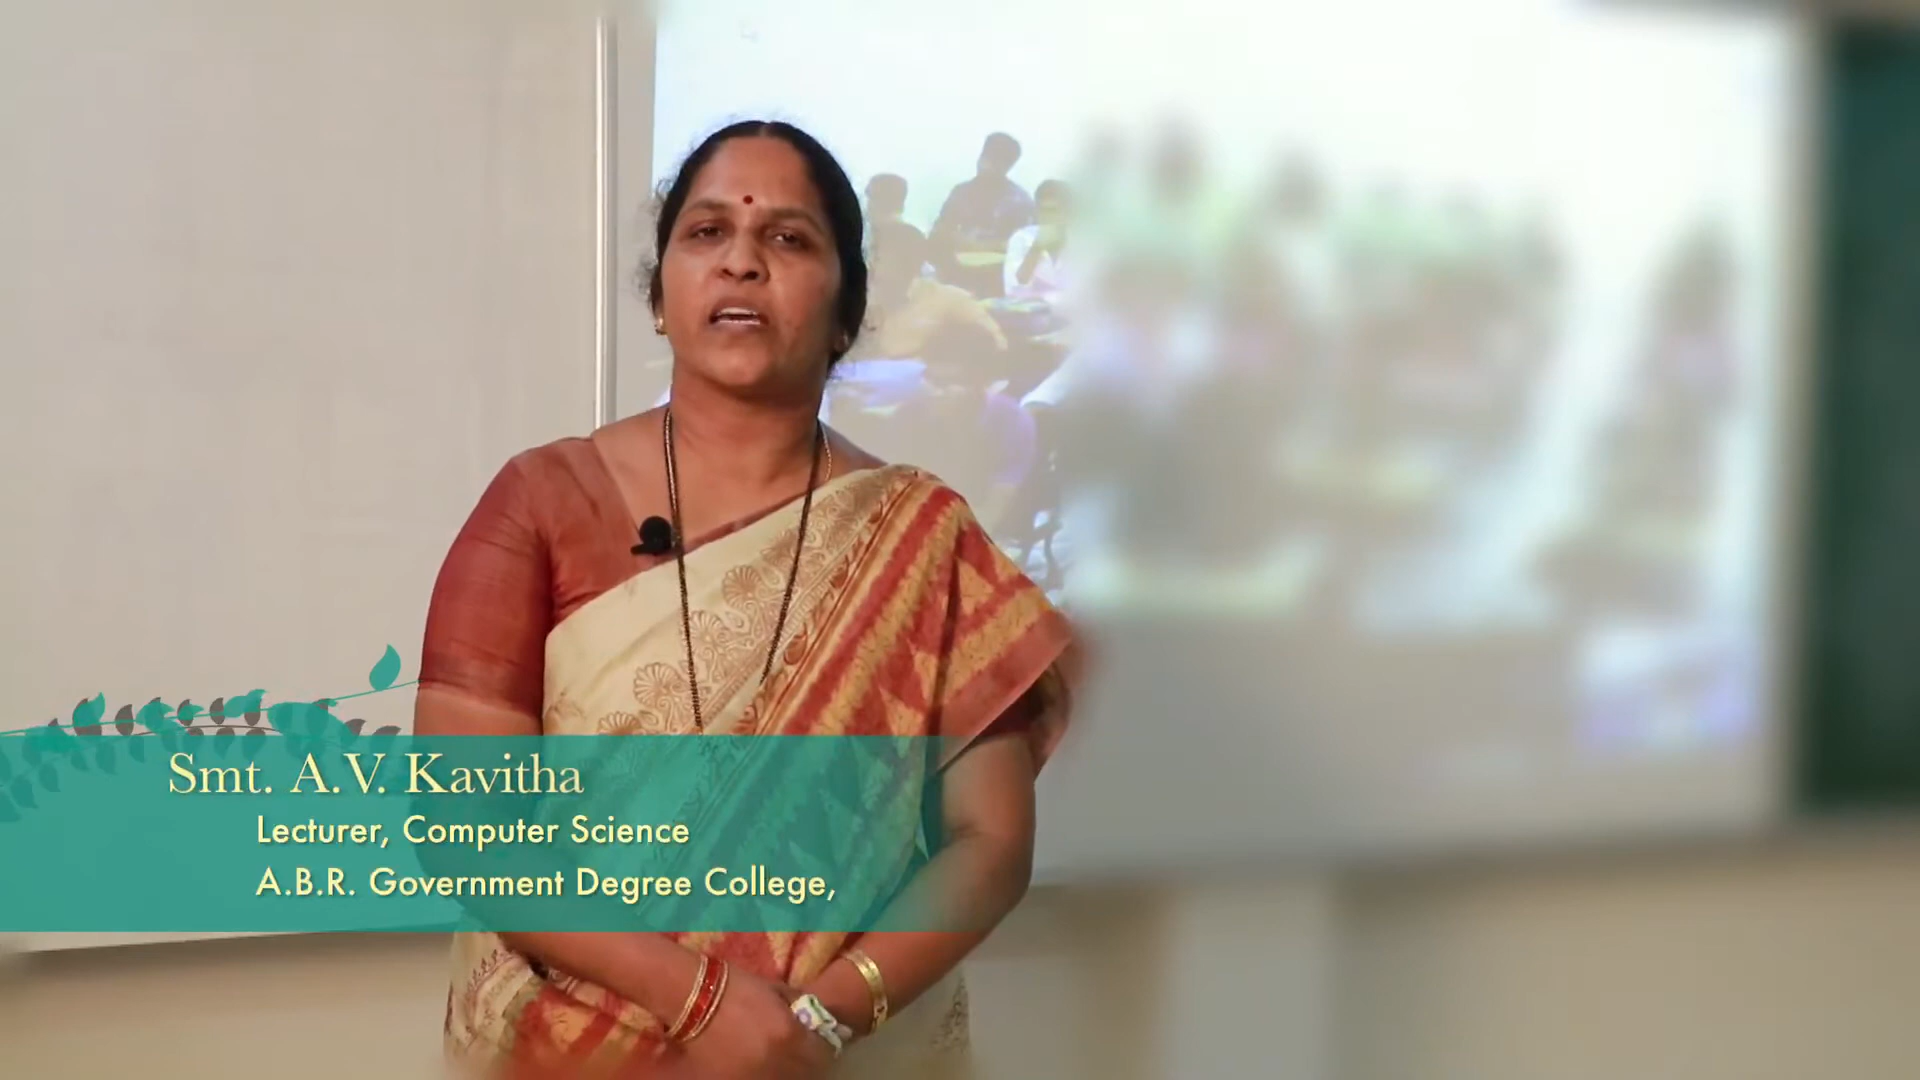 Smt. A.V. Kavitha
Lecturer, Computer Science
A.B.R. Government Degree College,